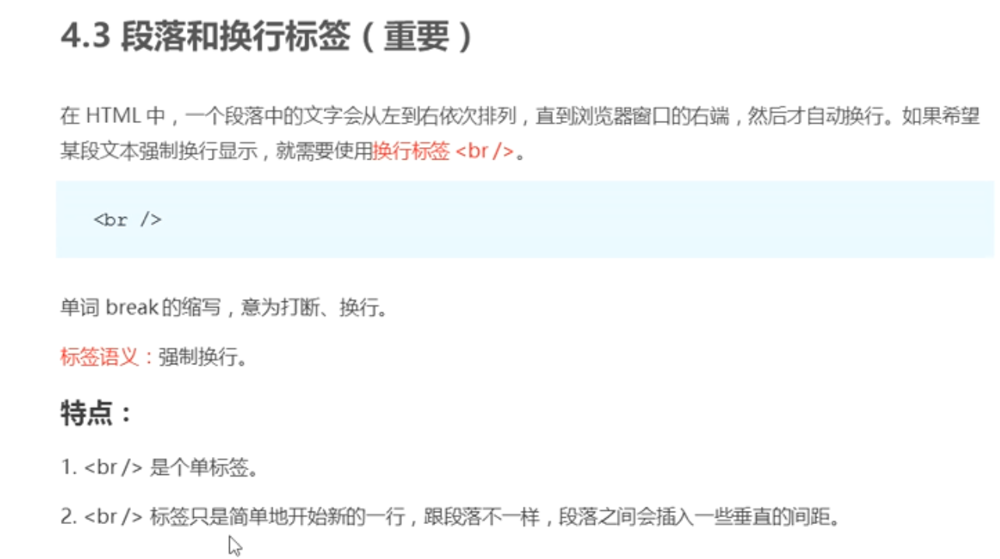 4.3 段落和换行标签（重要）
在 HTML 中，一个段落中的文字会从左到右依次排列，直到浏览器窗口的右端，然后才自动换行。如果希望
某段文本强制换行显示，就需要使用换行标签 <br />。
<br />
单词 break的缩写，意为打断、换行。
标签语义：强制换行。
特点：
1. <br /> 是个单标签。
2. <br /> 标签只是简单地开始新的一行，跟段落不一样，段落之间会插入一些垂直的间距。